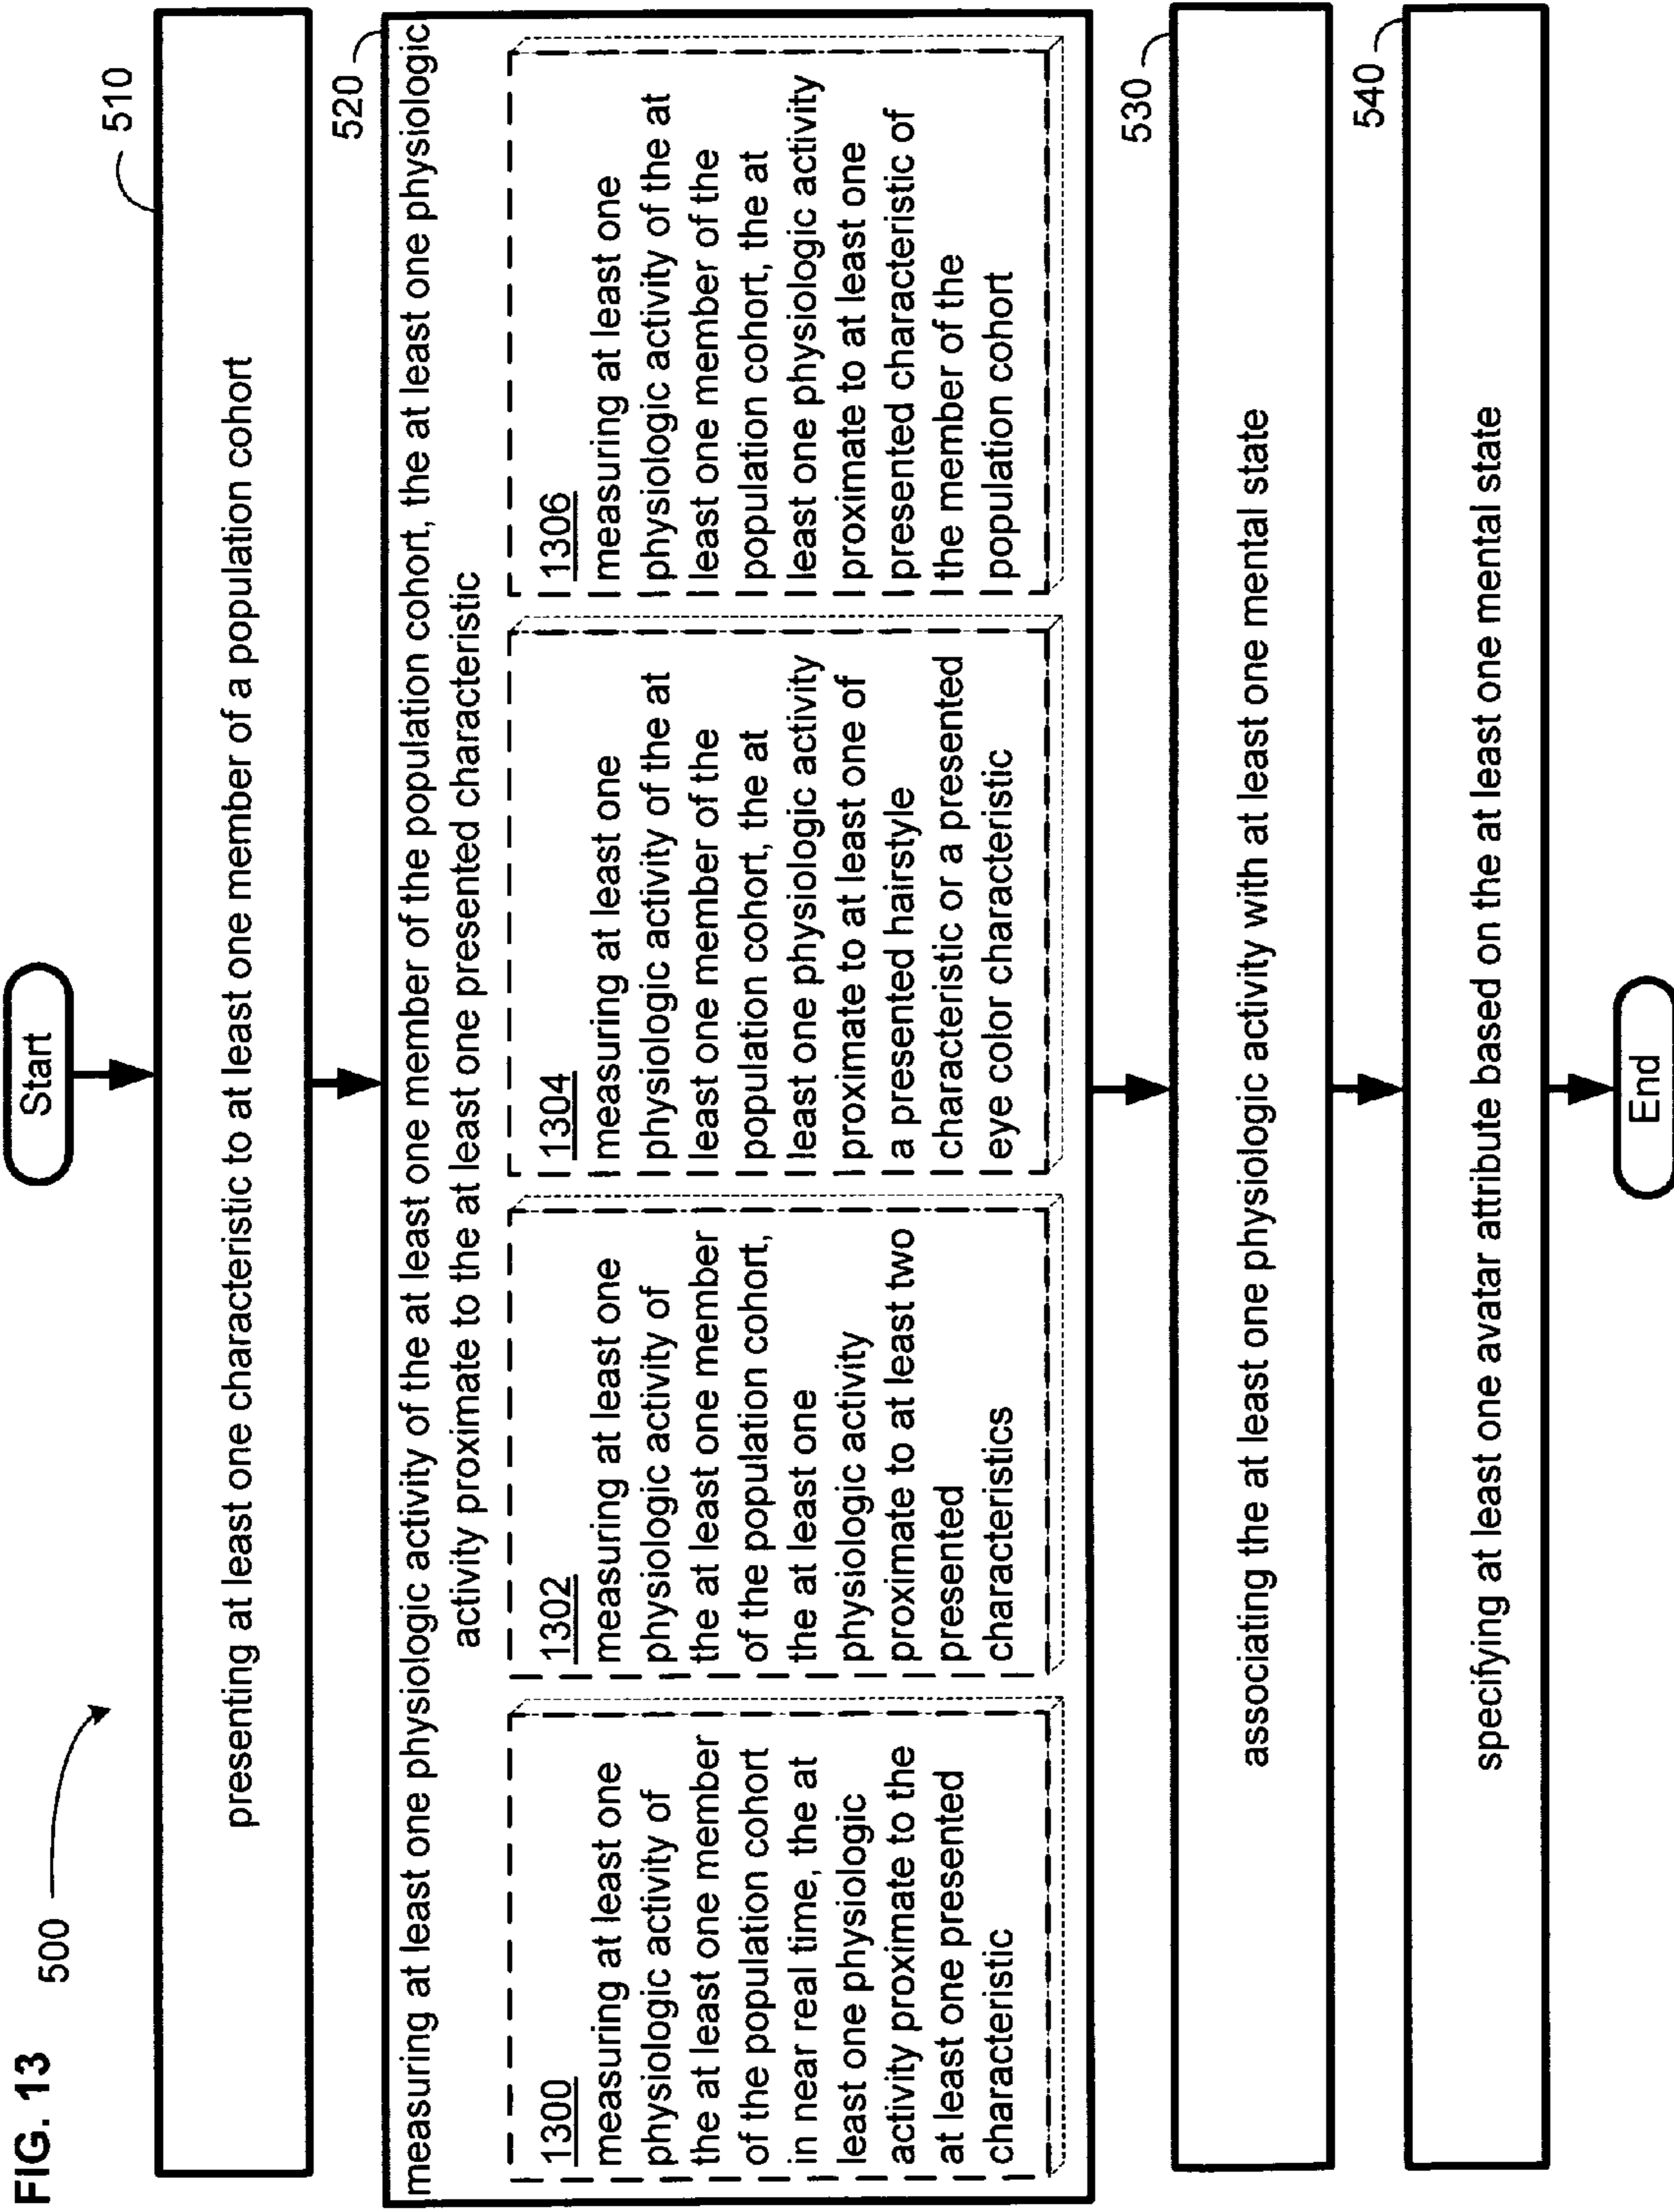 FIG. 13
500
Start
510
presenting at least one characteristic to at least one member of a population cohort
520
measuring at least one physiologic activity of the at least one member of the population cohort, the at least one physiologic
activity proximate to the at least one presented characteristic
1300
measuring at least one
physiologic activity of
the at least one member
of the population cohort
in near real time, the at
least one physiologic
activity proximate to the
at least one presented
characteristic
1302
measuring at least one
physiologic activity of
the at least one member
of the population cohort,
the at least one
physiologic activity
proximate to at least two
presented
characteristics
1304
measuring at least one
physiologic activity of the at
least one member of the
population cohort, the at
least one physiologic activity
proximate to at least one of
a presented hairstyle
characteristic or a presented
eye color characteristic
1306
measuring at least one
physiologic activity of the at
least one member of the
population cohort, the at
least one physiologic activity
proximate to at least one
presented characteristic of
the member of the
population cohort
530
associating the at least one physiologic activity with at least one mental state
540
specifying at least one avatar attribute based on the at least one mental state
End